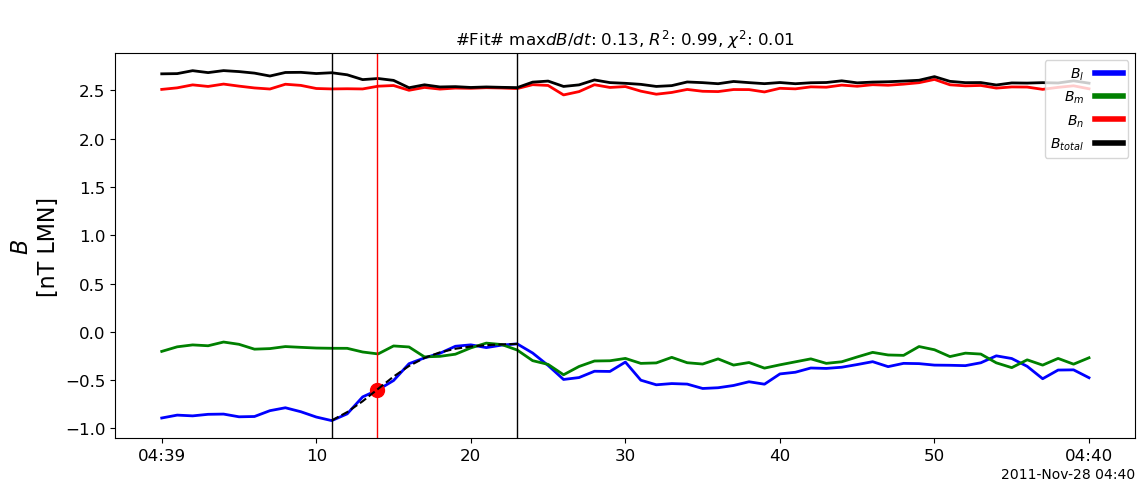 #Fit# maxdB/dt: 0.13, R²: 0.99, χ²: 0.01
B
[nT LMN]
2.5
2.0
1.5
1.0
0.5
0.0
−0.5
−1.0
B_l
B_m
B_n
B_total
04:39 10 20 30 40 50 04:40
2011-Nov-28 04:40